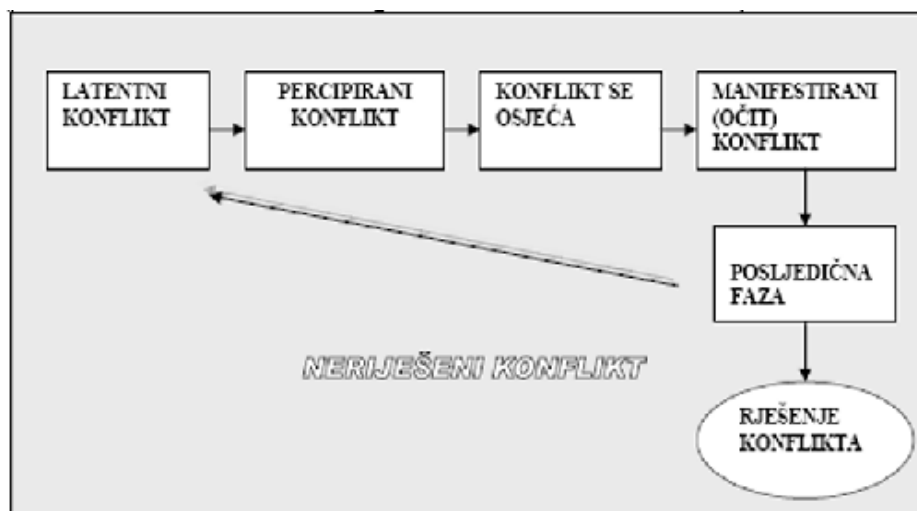 LATENTNI
KONFLIKT
PERCIPIRANI
KONFLIKT
KONFLIKT SE
OSJEĆA
MANIFESTIRANI
(OČIT)
KONFLIKT
POSLJEDIČNA
FAZA
NERIJEŠENI KONFLIKT
RJEŠENJE
KONFLIKTA